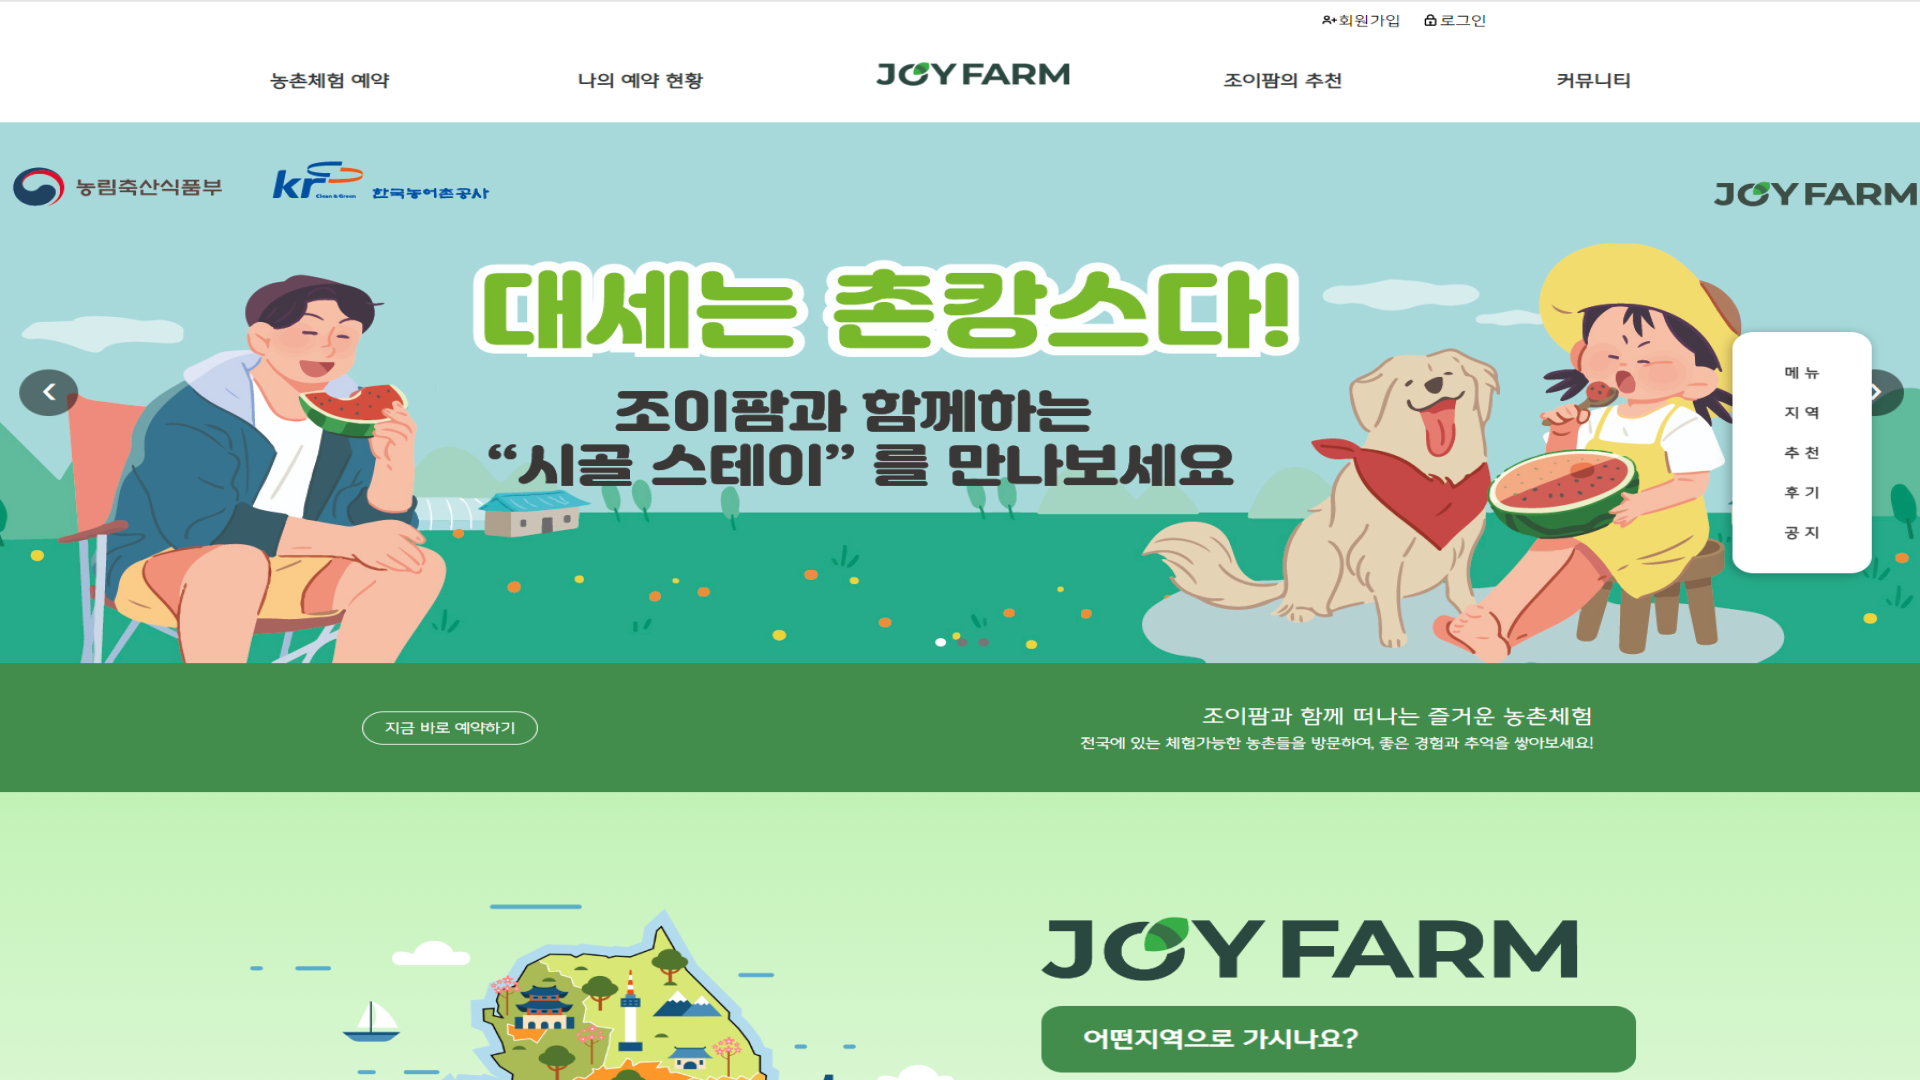 회원가입 로그인
농촌체험 예약 나의 예약 현황 JOY FARM 조이팜의 추천 커뮤니티
농림축산식품부 kr Clean & Green 한국농어촌공사 JOY FARM
대세는 촌캉스다!
조이팜과 함께하는
“시골 스테이” 를 만나보세요
메 뉴
지 역
추 천
후 기
공 지
지금 바로 예약하기
조이팜과 함께 떠나는 즐거운 농촌체험
전국에 있는 체험가능한 농촌들을 방문하여, 좋은 경험과 추억을 쌓아보세요!
JOY FARM
어떤지역으로 가시나요?